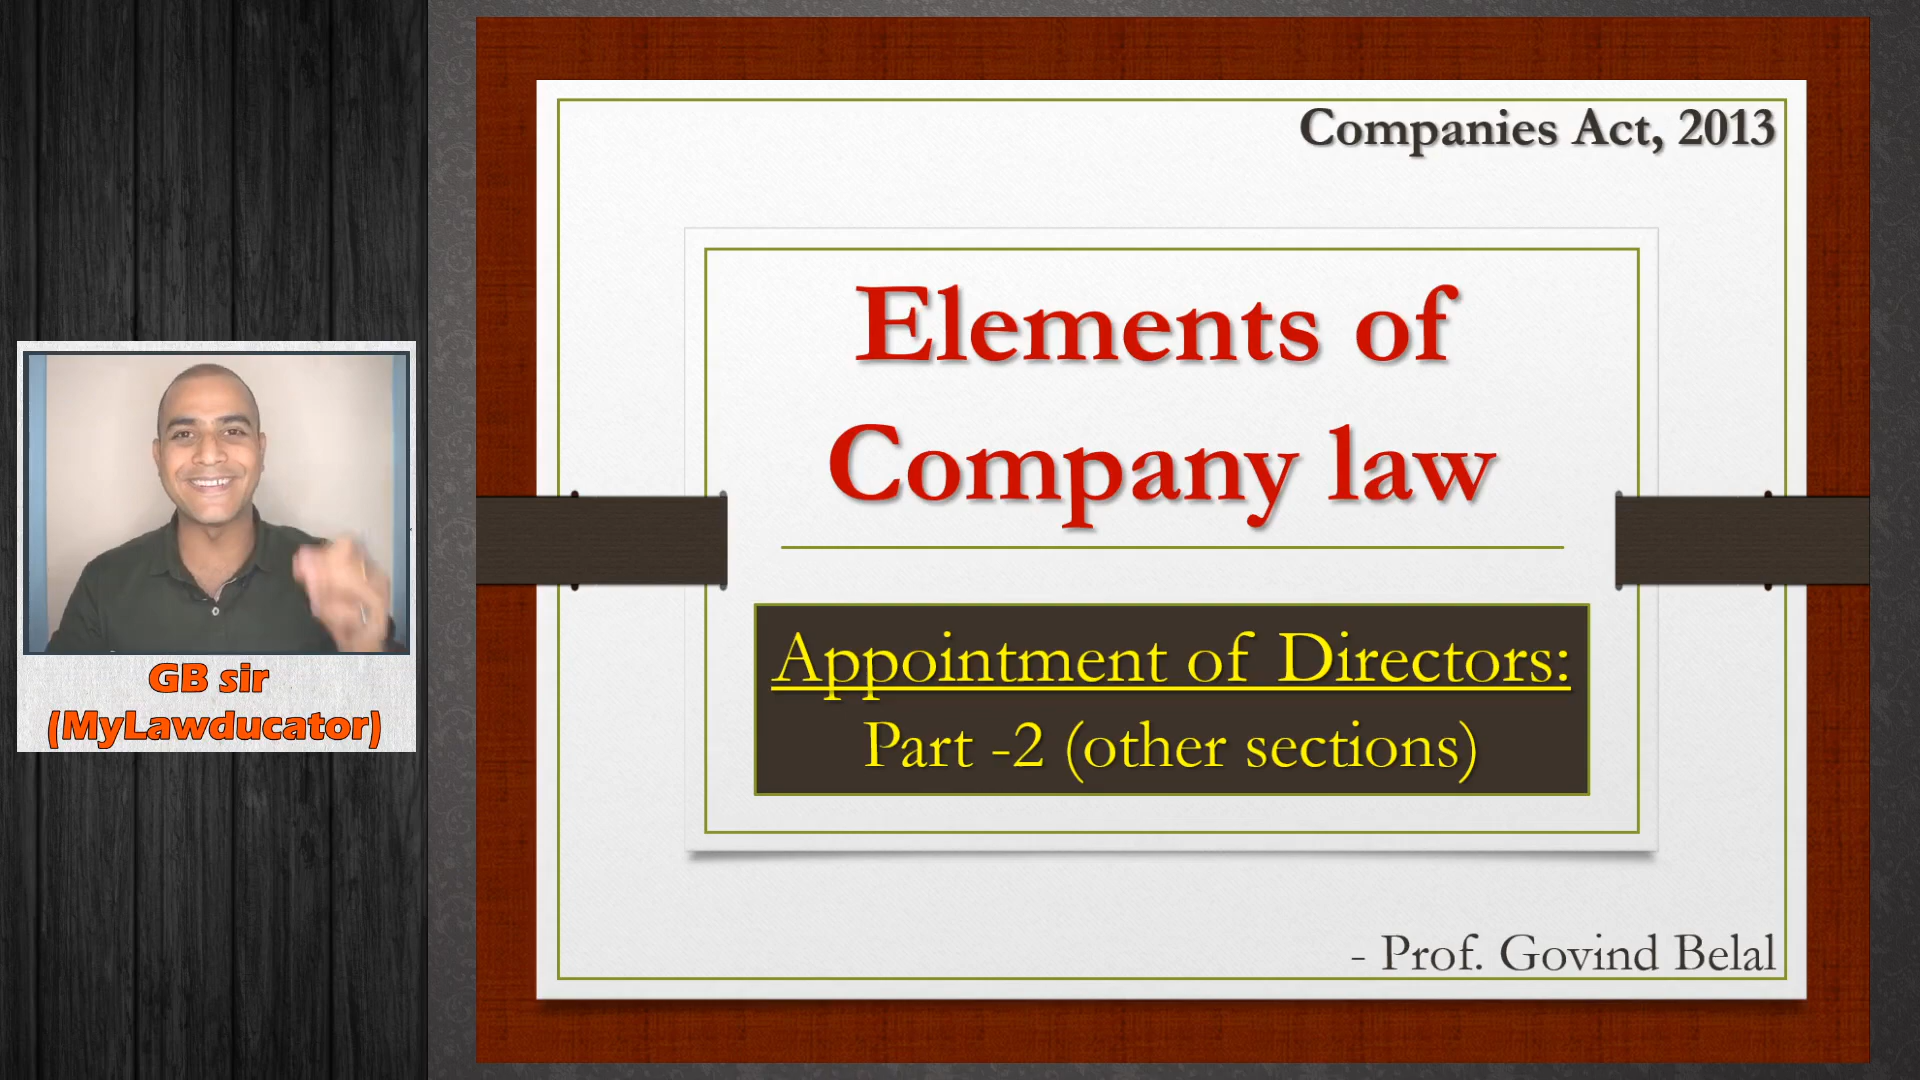 Companies Act, 2013
Elements of
Company law
Appointment of Directors:
Part -2 (other sections)
GB sir
(MyLawducator)
- Prof. Govind Belal